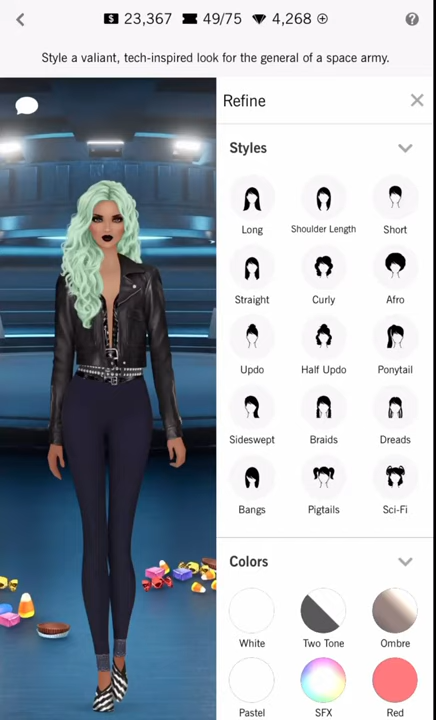 23,367 49/75 4,268
Style a valiant, tech-inspired look for the general of a space army.
Refine
Styles
Long Shoulder Length Short
Straight Curly Afro
Updo Half Updo Ponytail
Sideswept Braids Dreads
Bangs Pigtails Sci-Fi
Colors
White Two Tone Ombre
Pastel SFX Red